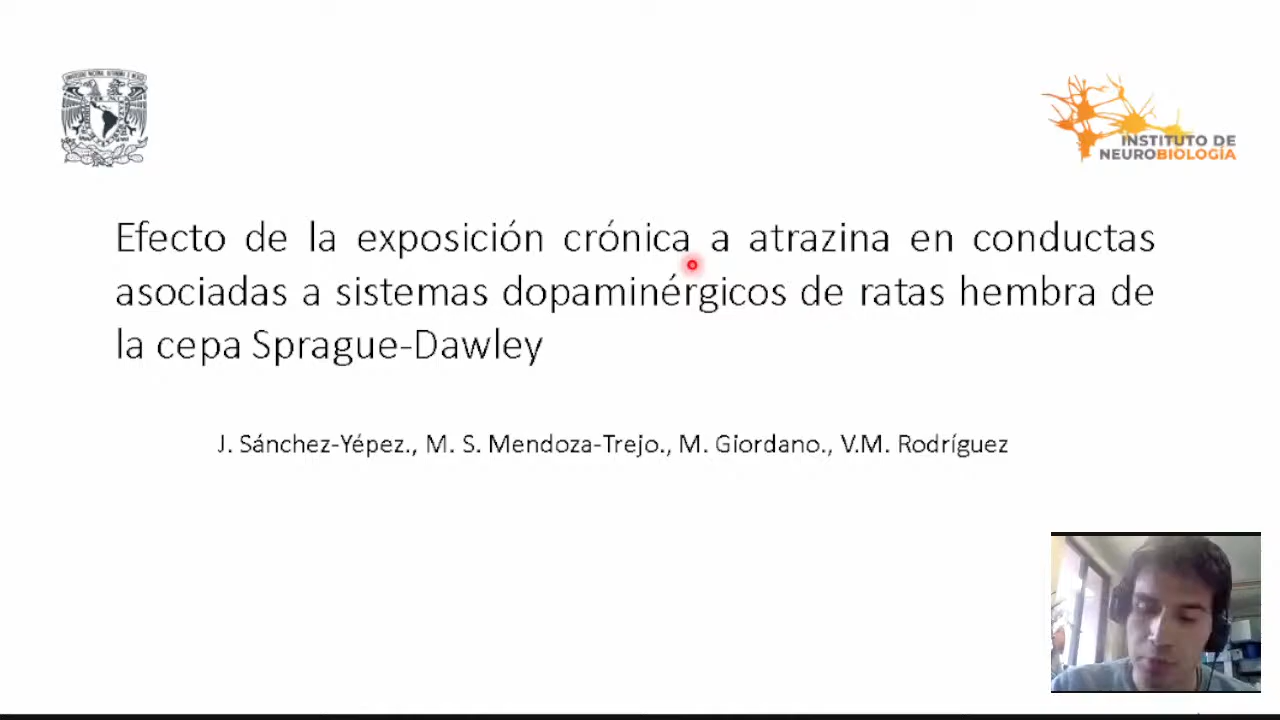 INSTITUTO DE
NEUROBIOLOGÍA
Efecto de la exposición crónica a atrazina en conductas
asociadas a sistemas dopaminérgicos de ratas hembra de
la cepa Sprague-Dawley
J. Sánchez-Yépez., M. S. Mendoza-Trejo., M. Giordano., V.M. Rodríguez